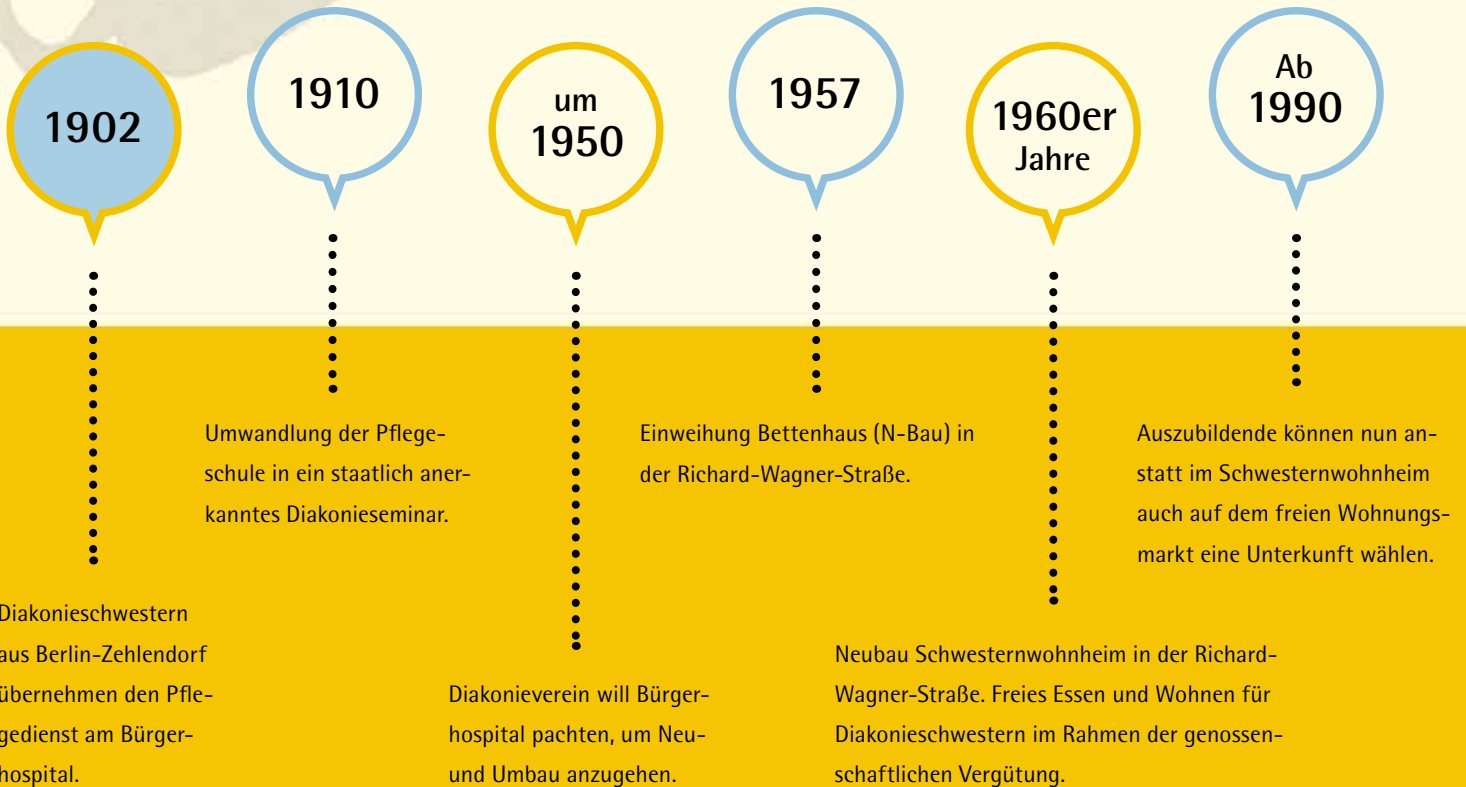 1902
Diakonieschwestern
aus Berlin-Zehlendorf
übernehmen den Pfle-
gedienst am Bürger-
hospital.
1910
Umwandlung der Pflege-
schule in ein staatlich aner-
kanntes Diakonieseminar.
um
1950
Diakonieverein will Bürger-
hospital pachten, um Neu-
und Umbau anzugehen.
1957
Einweihung Bettenhaus (N-Bau) in
der Richard-Wagner-Straße.
1960er
Jahre
Neubau Schwesternwohnheim in der Richard-
Wagner-Straße. Freies Essen und Wohnen für
Diakonieschwestern im Rahmen der genossen-
schaftlichen Vergütung.
Ab
1990
Auszubildende können nun an-
statt im Schwesternwohnheim
auch auf dem freien Wohnungs-
markt eine Unterkunft wählen.